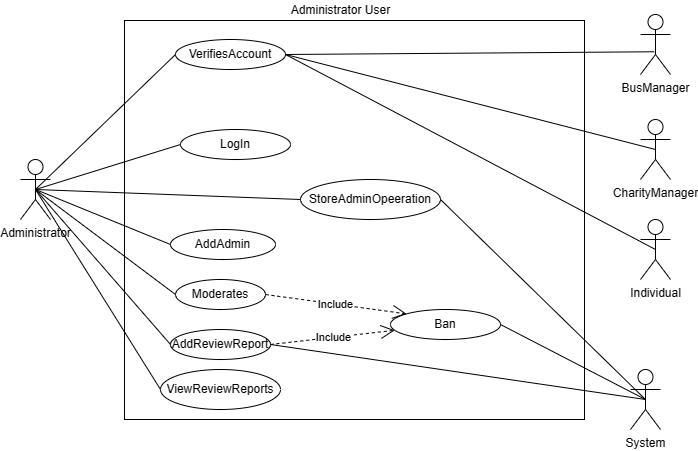 Administrator User
VerifiesAccount
BusManager
LogIn
CharityManager
StoreAdminOpeeration
Administrator
AddAdmin
Individual
Moderates
Include
Ban
Include
AddReviewReport
ViewReviewReports
System